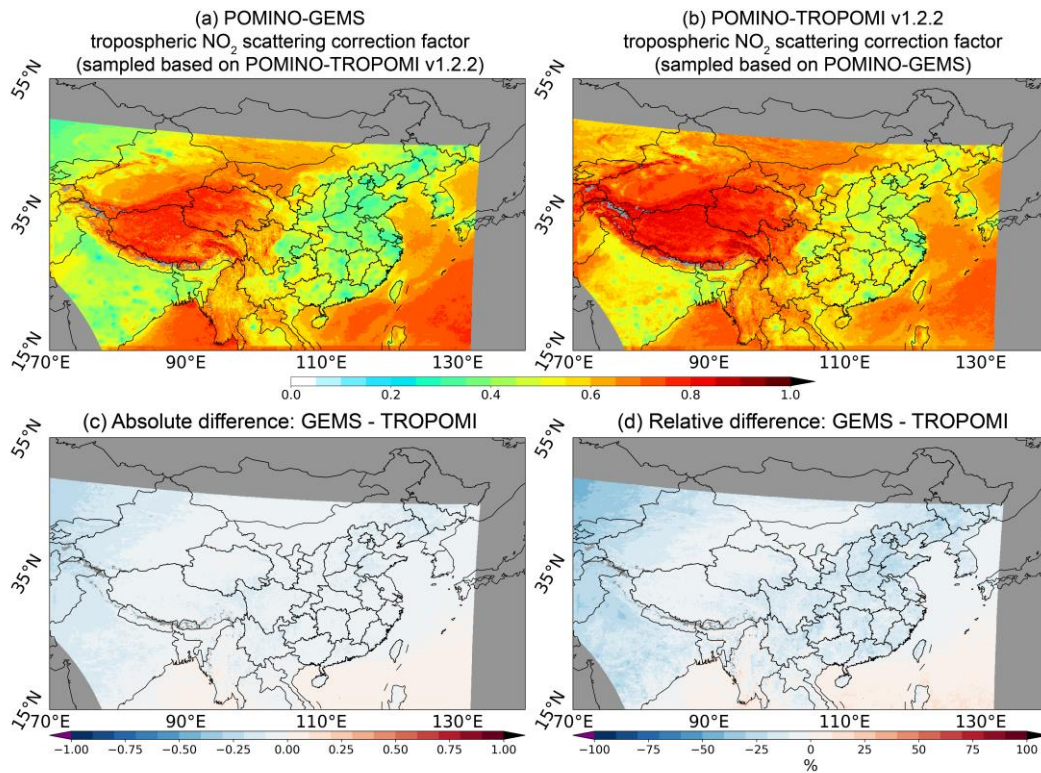 (a) POMINO-GEMS
tropospheric NO₂ scattering correction factor
(sampled based on POMINO-TROPOMI v1.2.2)
55°N
35°N
15°N
70°E
90°E
110°E
130°E
(b) POMINO-TROPOMI v1.2.2
tropospheric NO₂ scattering correction factor
(sampled based on POMINO-GEMS)
55°N
35°N
15°N
70°E
90°E
110°E
130°E
0.0 0.2 0.4 0.6 0.8 1.0
(c) Absolute difference: GEMS - TROPOMI
55°N
35°N
15°N
70°E
90°E
110°E
130°E
−1.00 −0.75 −0.50 −0.25 0.00 0.25 0.50 0.75 1.00
(d) Relative difference: GEMS - TROPOMI
55°N
35°N
15°N
70°E
90°E
110°E
130°E
−100 −75 −50 −25 0 25 50 75 100
%